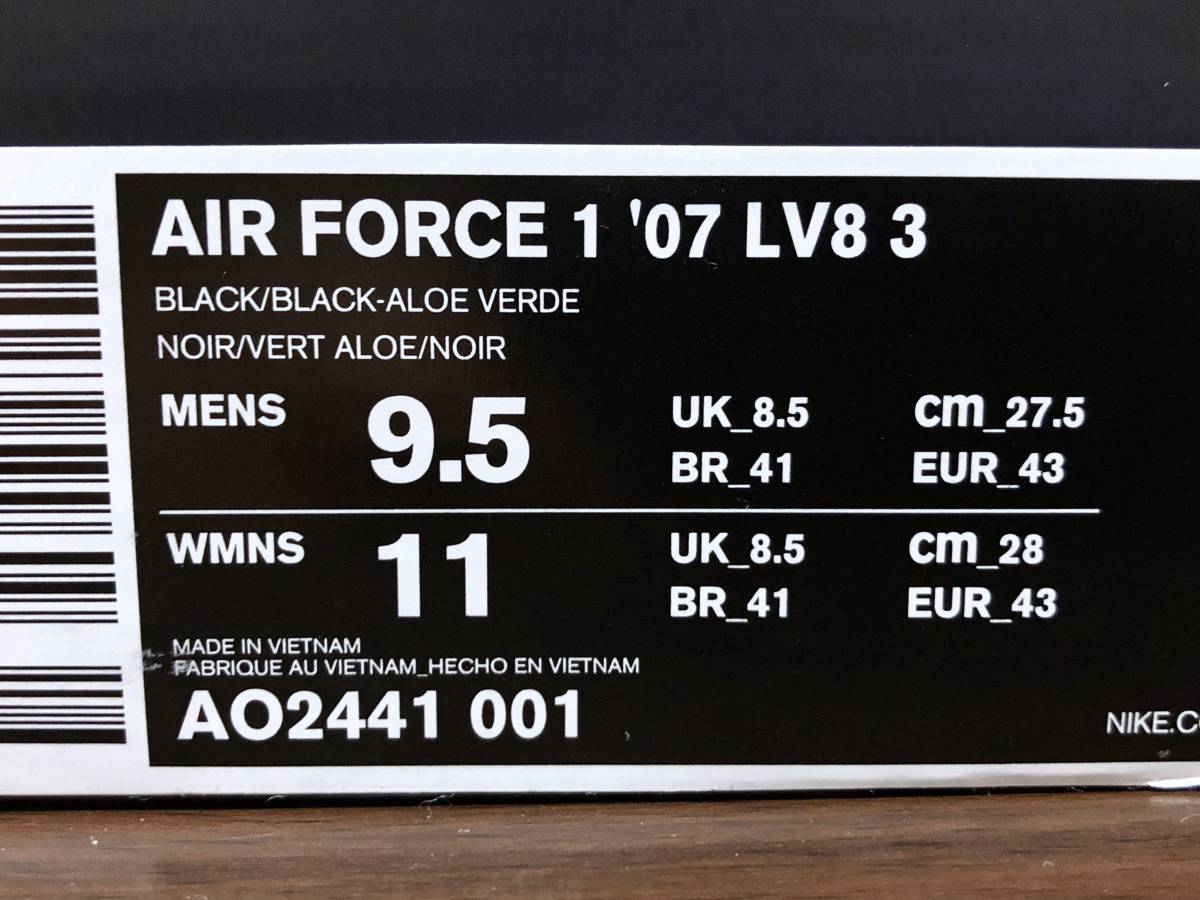 AIR FORCE 1 '07 LV8 3
BLACK/BLACK-ALOE VERDE
NOIR/VERT ALOE/NOIR
MENS 9.5 UK_8.5 cm_27.5
BR_41 EUR_43
WMNS 11 UK_8.5 cm_28
BR_41 EUR_43
MADE IN VIETNAM
FABRIQUE AU VIETNAM_HECHO EN VIETNAM
AO2441 001
NIKE.CO